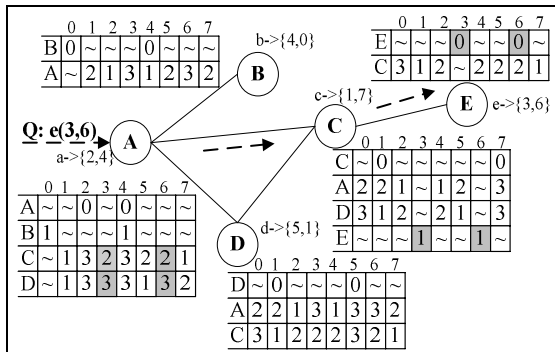 0 1 2 3 4 5 6 7
B 0 ~ ~ ~ 0 ~ ~ ~
A ~ 2 1 3 1 2 3 2
b->{4,0}
B
0 1 2 3 4 5 6 7
E ~ ~ ~ 0 ~ ~ 0 ~
C 3 1 2 ~ 2 2 2 1
c->{1,7}
E
e->{3,6}
Q: e(3,6)
a->{2,4}
A
C
0 1 2 3 4 5 6 7
A ~ ~ 0 ~ 0 ~ ~ ~
B 1 ~ ~ ~ 1 ~ ~ ~
C ~ 1 3 2 3 2 2 1
D ~ 1 3 3 3 1 3 2
0 1 2 3 4 5 6 7
C ~ 0 ~ ~ ~ ~ ~ 0
A 2 2 1 ~ 1 2 ~ 3
D 3 1 2 ~ 2 1 ~ 3
E ~ ~ ~ 1 ~ ~ 1 ~
d->{5,1}
D
0 1 2 3 4 5 6 7
D ~ 0 ~ ~ ~ 0 ~ ~
A 2 2 1 3 1 3 3 2
C 3 1 2 2 2 3 2 1